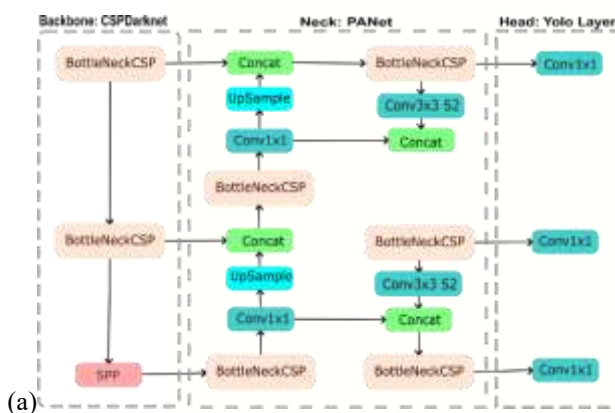 Backbone: CSPDarknet
Neck: PANet
Head: Yolo Layer
BottleNeckCSP
Concat
BottleNeckCSP
Conv1x1
UpSample
Conv3x3 S2
Conv1x1
Concat
BottleNeckCSP
BottleNeckCSP
Concat
BottleNeckCSP
Conv1x1
UpSample
Conv3x3 S2
Conv1x1
Concat
SPP
BottleNeckCSP
BottleNeckCSP
Conv1x1
(a)